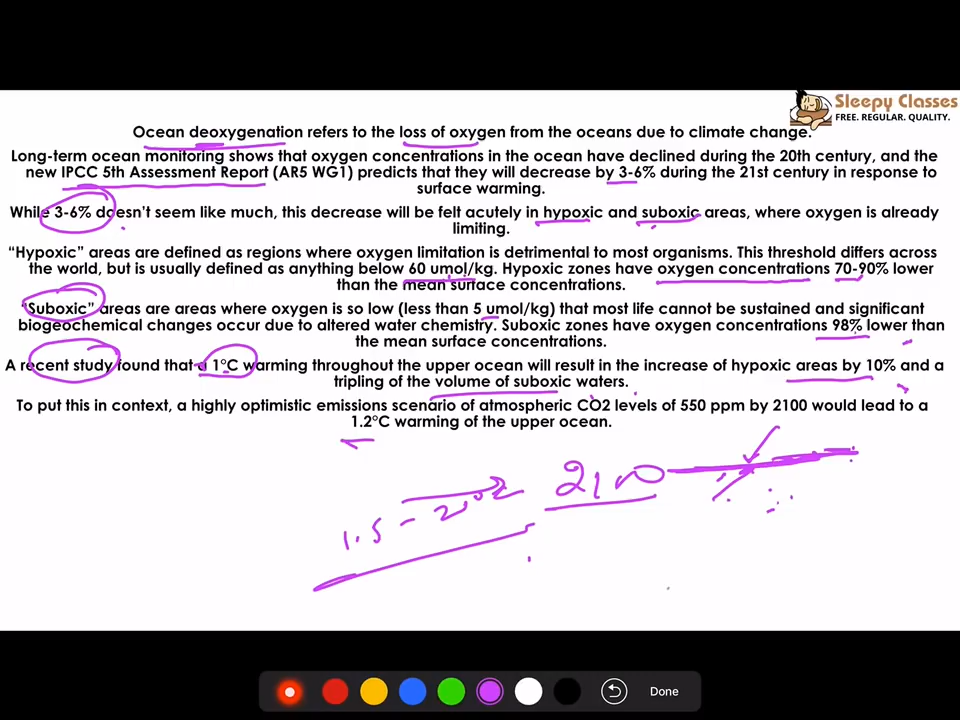 Sleepy Classes
FREE. REGULAR. QUALITY.
Ocean deoxygenation refers to the loss of oxygen from the oceans due to climate change.
Long-term ocean monitoring shows that oxygen concentrations in the ocean have declined during the 20th century, and the
new IPCC 5th Assessment Report (AR5 WG1) predicts that they will decrease by 3-6% during the 21st century in response to
surface warming.
While 3-6% doesn't seem like much, this decrease will be felt acutely in hypoxic and suboxic areas, where oxygen is already
limiting.
“Hypoxic” areas are defined as regions where oxygen limitation is detrimental to most organisms. This threshold differs across
the world, but is usually defined as anything below 60 umol/kg. Hypoxic zones have oxygen concentrations 70-90% lower
than the mean surface concentrations.
“Suboxic” areas are areas where oxygen is so low (less than 5 umol/kg) that most life cannot be sustained and significant
biogeochemical changes occur due to altered water chemistry. Suboxic zones have oxygen concentrations 98% lower than
the mean surface concentrations.
A recent study found that a 1°C warming throughout the upper ocean will result in the increase of hypoxic areas by 10% and a
tripling of the volume of suboxic waters.
To put this in context, a highly optimistic emissions scenario of atmospheric CO2 levels of 550 ppm by 2100 would lead to a
1.2°C warming of the upper ocean.
2100
1.5 -
Done